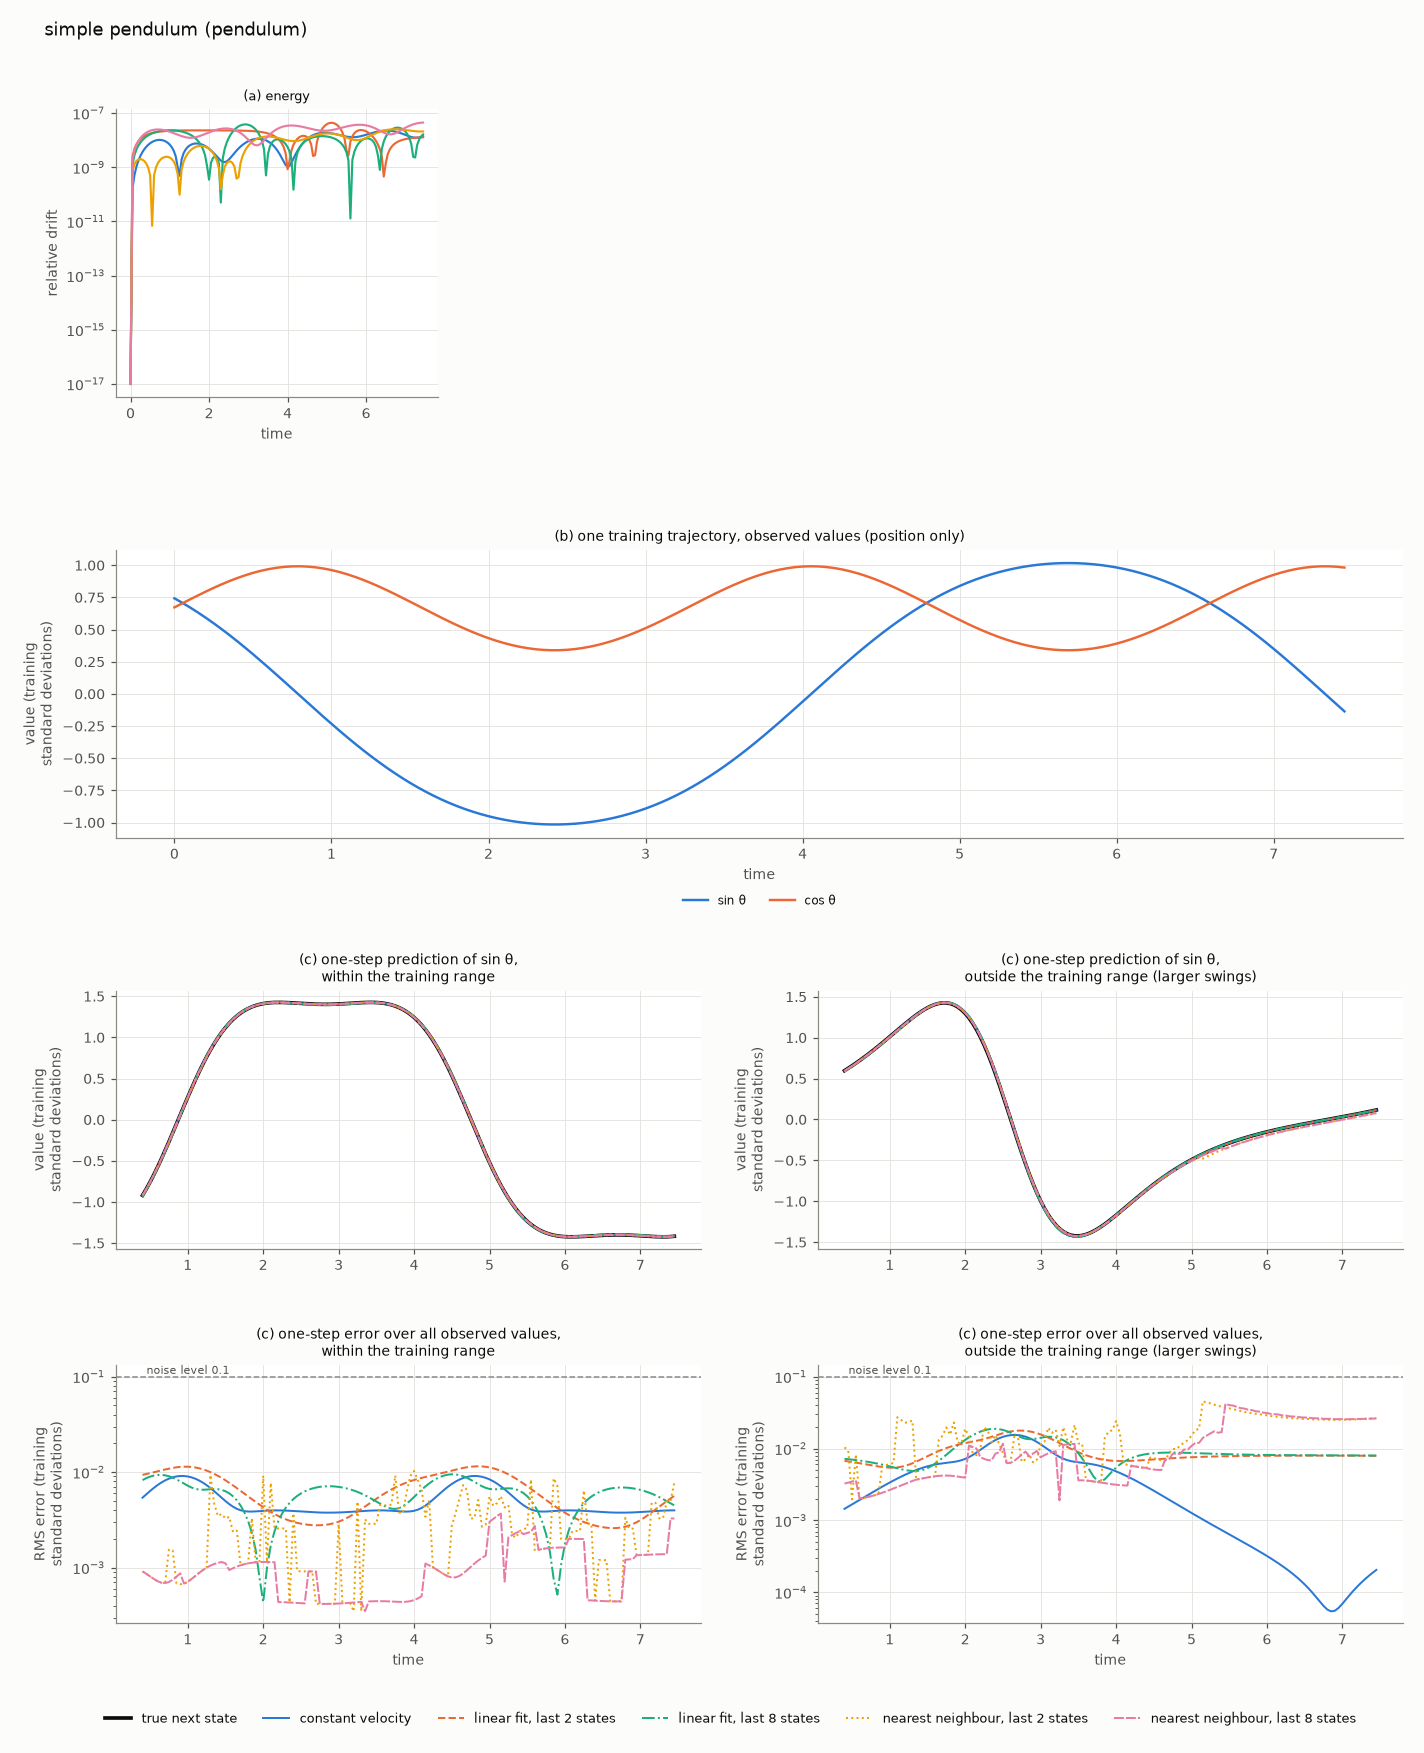 simple pendulum (pendulum)
(a) energy
10⁻⁷
10⁻⁹
10⁻¹¹
10⁻¹³
10⁻¹⁵
10⁻¹⁷
relative drift
0 2 4 6
time
(b) one training trajectory, observed values (position only)
1.00
0.75
0.50
0.25
0.00
−0.25
−0.50
−0.75
−1.00
value (training
standard deviations)
0 1 2 3 4 5 6 7
time
sin θ cos θ
(c) one-step prediction of sin θ,
within the training range
1.5
1.0
0.5
0.0
−0.5
−1.0
−1.5
value (training
standard deviations)
1 2 3 4 5 6 7
(c) one-step prediction of sin θ,
outside the training range (larger swings)
1.5
1.0
0.5
0.0
−0.5
−1.0
−1.5
value (training
standard deviations)
1 2 3 4 5 6 7
(c) one-step error over all observed values,
within the training range
noise level 0.1
10⁻¹
10⁻²
10⁻³
RMS error (training
standard deviations)
1 2 3 4 5 6 7
time
(c) one-step error over all observed values,
outside the training range (larger swings)
noise level 0.1
10⁻¹
10⁻²
10⁻³
10⁻⁴
RMS error (training
standard deviations)
1 2 3 4 5 6 7
time
true next state constant velocity linear fit, last 2 states linear fit, last 8 states nearest neighbour, last 2 states nearest neighbour, last 8 states